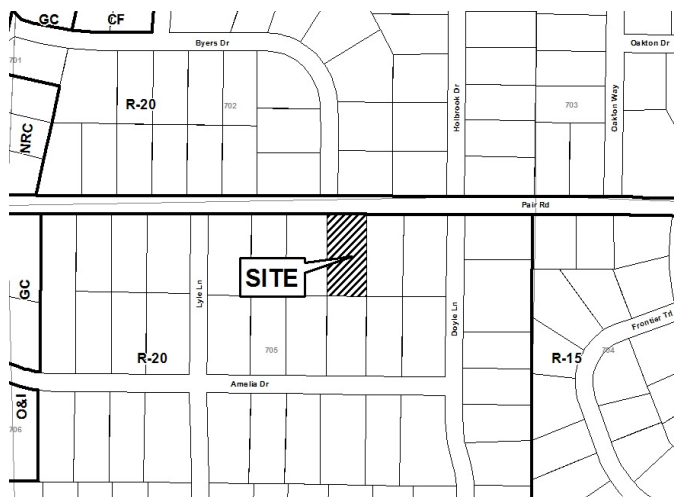 GC
CF
Byers Dr
Oakton Dr
701
R-20
702
703
Holbrook Dr
Oakton Way
NRC
Pair Rd
SITE
GC
Lyle Ln
Doyle Ln
Frontier Trl
R-20
705
R-15
704
Amelia Dr
O&I
706